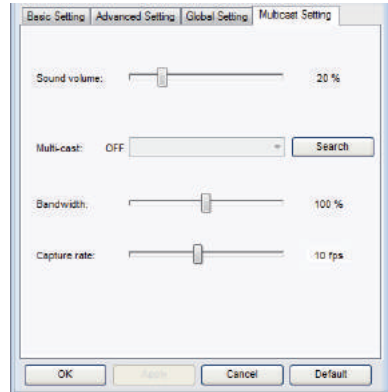 Basic Setting Advanced Setting Global Setting Multicast Setting
Sound volume: 20 %
Multi-cast: OFF Search
Bandwidth: 100 %
Capture rate: 10 fps
OK Apply Cancel Default